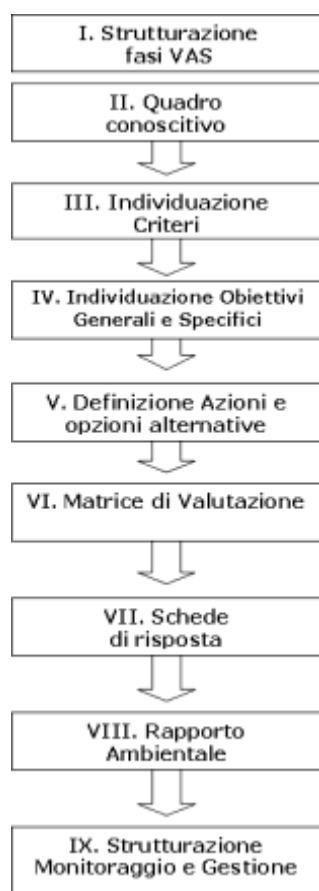 I. Strutturazione
fasi VAS
II. Quadro
conoscitivo
III. Individuazione
Criteri
IV. Individuazione Obiettivi
Generali e Specifici
V. Definizione Azioni e
opzioni alternative
VI. Matrice di Valutazione
VII. Schede
di risposta
VIII. Rapporto
Ambientale
IX. Strutturazione
Monitoraggio e Gestione